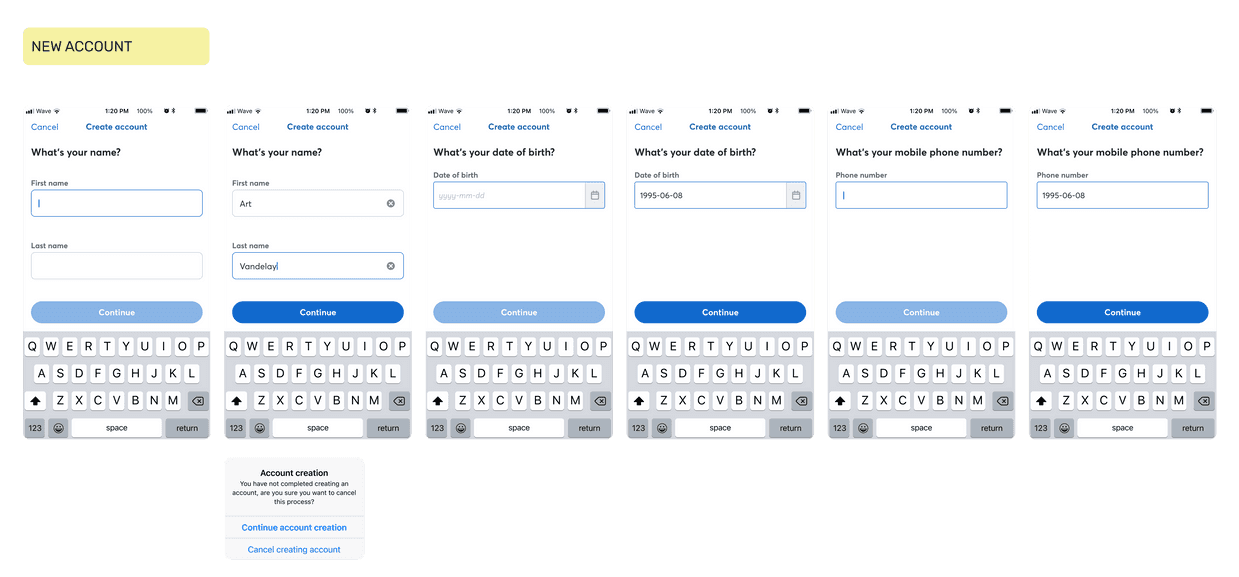 NEW ACCOUNT
Wave 1:20 PM 100%
Cancel Create account
What's your name?
First name
Last name
Continue
Q W E R T Y U I O P
A S D F G H J K L
Z X C V B N M
123 space return
Wave 1:20 PM 100%
Cancel Create account
What's your name?
First name
Art
Last name
Vandelay
Continue
Q W E R T Y U I O P
A S D F G H J K L
Z X C V B N M
123 space return
Account creation
You have not completed creating an
account, are you sure you want to cancel
this process?
Continue account creation
Cancel creating account
Wave 1:20 PM 100%
Cancel Create account
What's your date of birth?
Date of birth
yyyy-mm-dd
Continue
Q W E R T Y U I O P
A S D F G H J K L
Z X C V B N M
123 space return
Wave 1:20 PM 100%
Cancel Create account
What's your date of birth?
Date of birth
1995-06-08
Continue
Q W E R T Y U I O P
A S D F G H J K L
Z X C V B N M
123 space return
Wave 1:20 PM 100%
Cancel Create account
What's your mobile phone number?
Phone number
Continue
Q W E R T Y U I O P
A S D F G H J K L
Z X C V B N M
123 space return
Wave 1:20 PM 100%
Cancel Create account
What's your mobile phone number?
Phone number
1995-06-08
Continue
Q W E R T Y U I O P
A S D F G H J K L
Z X C V B N M
123 space return